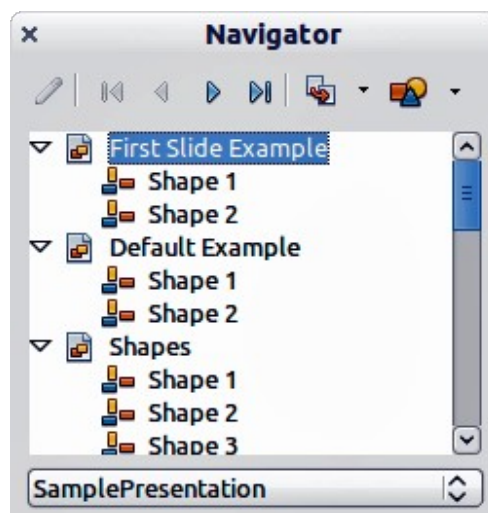 Navigator
First Slide Example
Shape 1
Shape 2
Default Example
Shape 1
Shape 2
Shapes
Shape 1
Shape 2
Shape 3
SamplePresentation